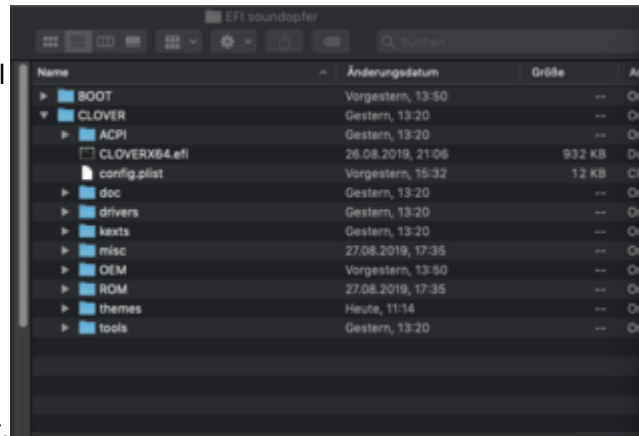 EFI soundopfer
Suchen
Name Änderungsdatum Größe
BOOT Vorgestern, 13:50 --
CLOVER Gestern, 13:20 --
ACPI Gestern, 13:20 --
CLOVERX64.efi 26.08.2019, 21:06 932 KB
config.plist Vorgestern, 15:32 12 KB
doc Gestern, 13:20 --
drivers Gestern, 13:20 --
kexts Gestern, 13:20 --
misc 27.08.2019, 17:35 --
OEM Vorgestern, 13:50 --
ROM 27.08.2019, 17:35 --
themes Heute, 11:14 --
tools Gestern, 13:20 --